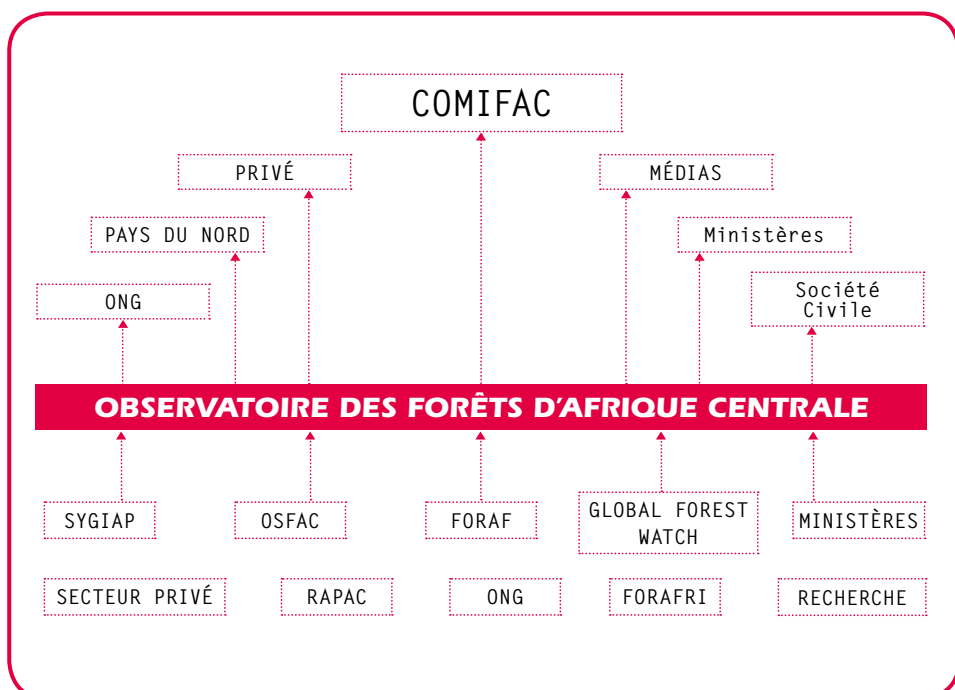 COMIFAC
PRIVÉ
MÉDIAS
PAYS DU NORD
Ministères
ONG
Société
Civile
OBSERVATOIRE DES FORÊTS D'AFRIQUE CENTRALE
SYGIAP
OSFAC
FORAF
GLOBAL FOREST
WATCH
MINISTÈRES
SECTEUR PRIVÉ
RAPAC
ONG
FORAFRI
RECHERCHE